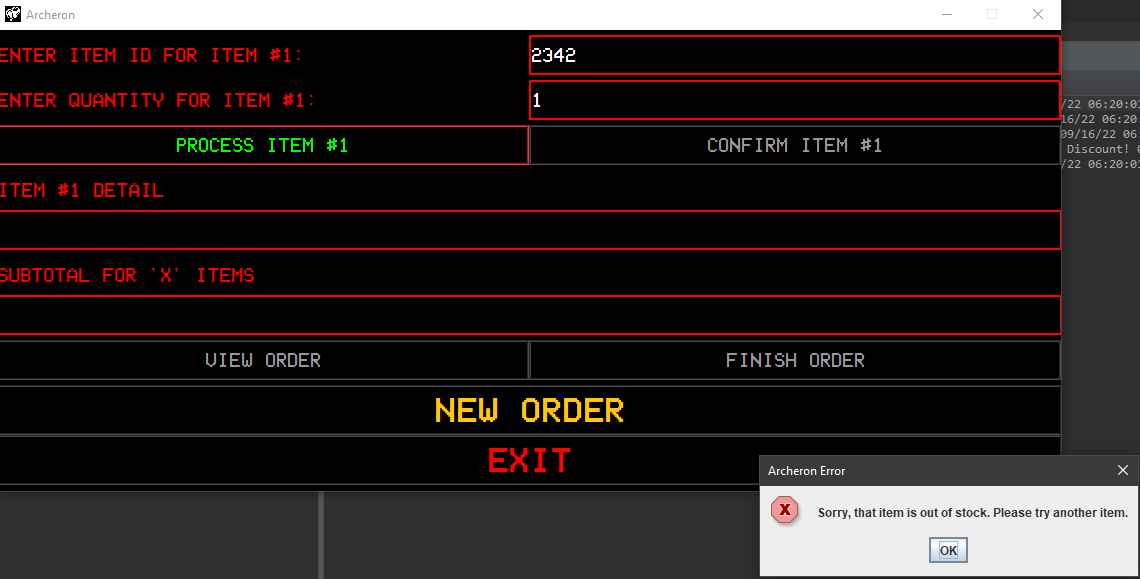 Archeron
ENTER ITEM ID FOR ITEM #1:
2342
ENTER QUANTITY FOR ITEM #1:
1
PROCESS ITEM #1
CONFIRM ITEM #1
ITEM #1 DETAIL
SUBTOTAL FOR 'X' ITEMS
VIEW ORDER
FINISH ORDER
NEW ORDER
EXIT
/22 06:20:01
16/22 06:20:
09/16/22 06:
Discount!
/22 06:20:01
Archeron Error
Sorry, that item is out of stock. Please try another item.
OK